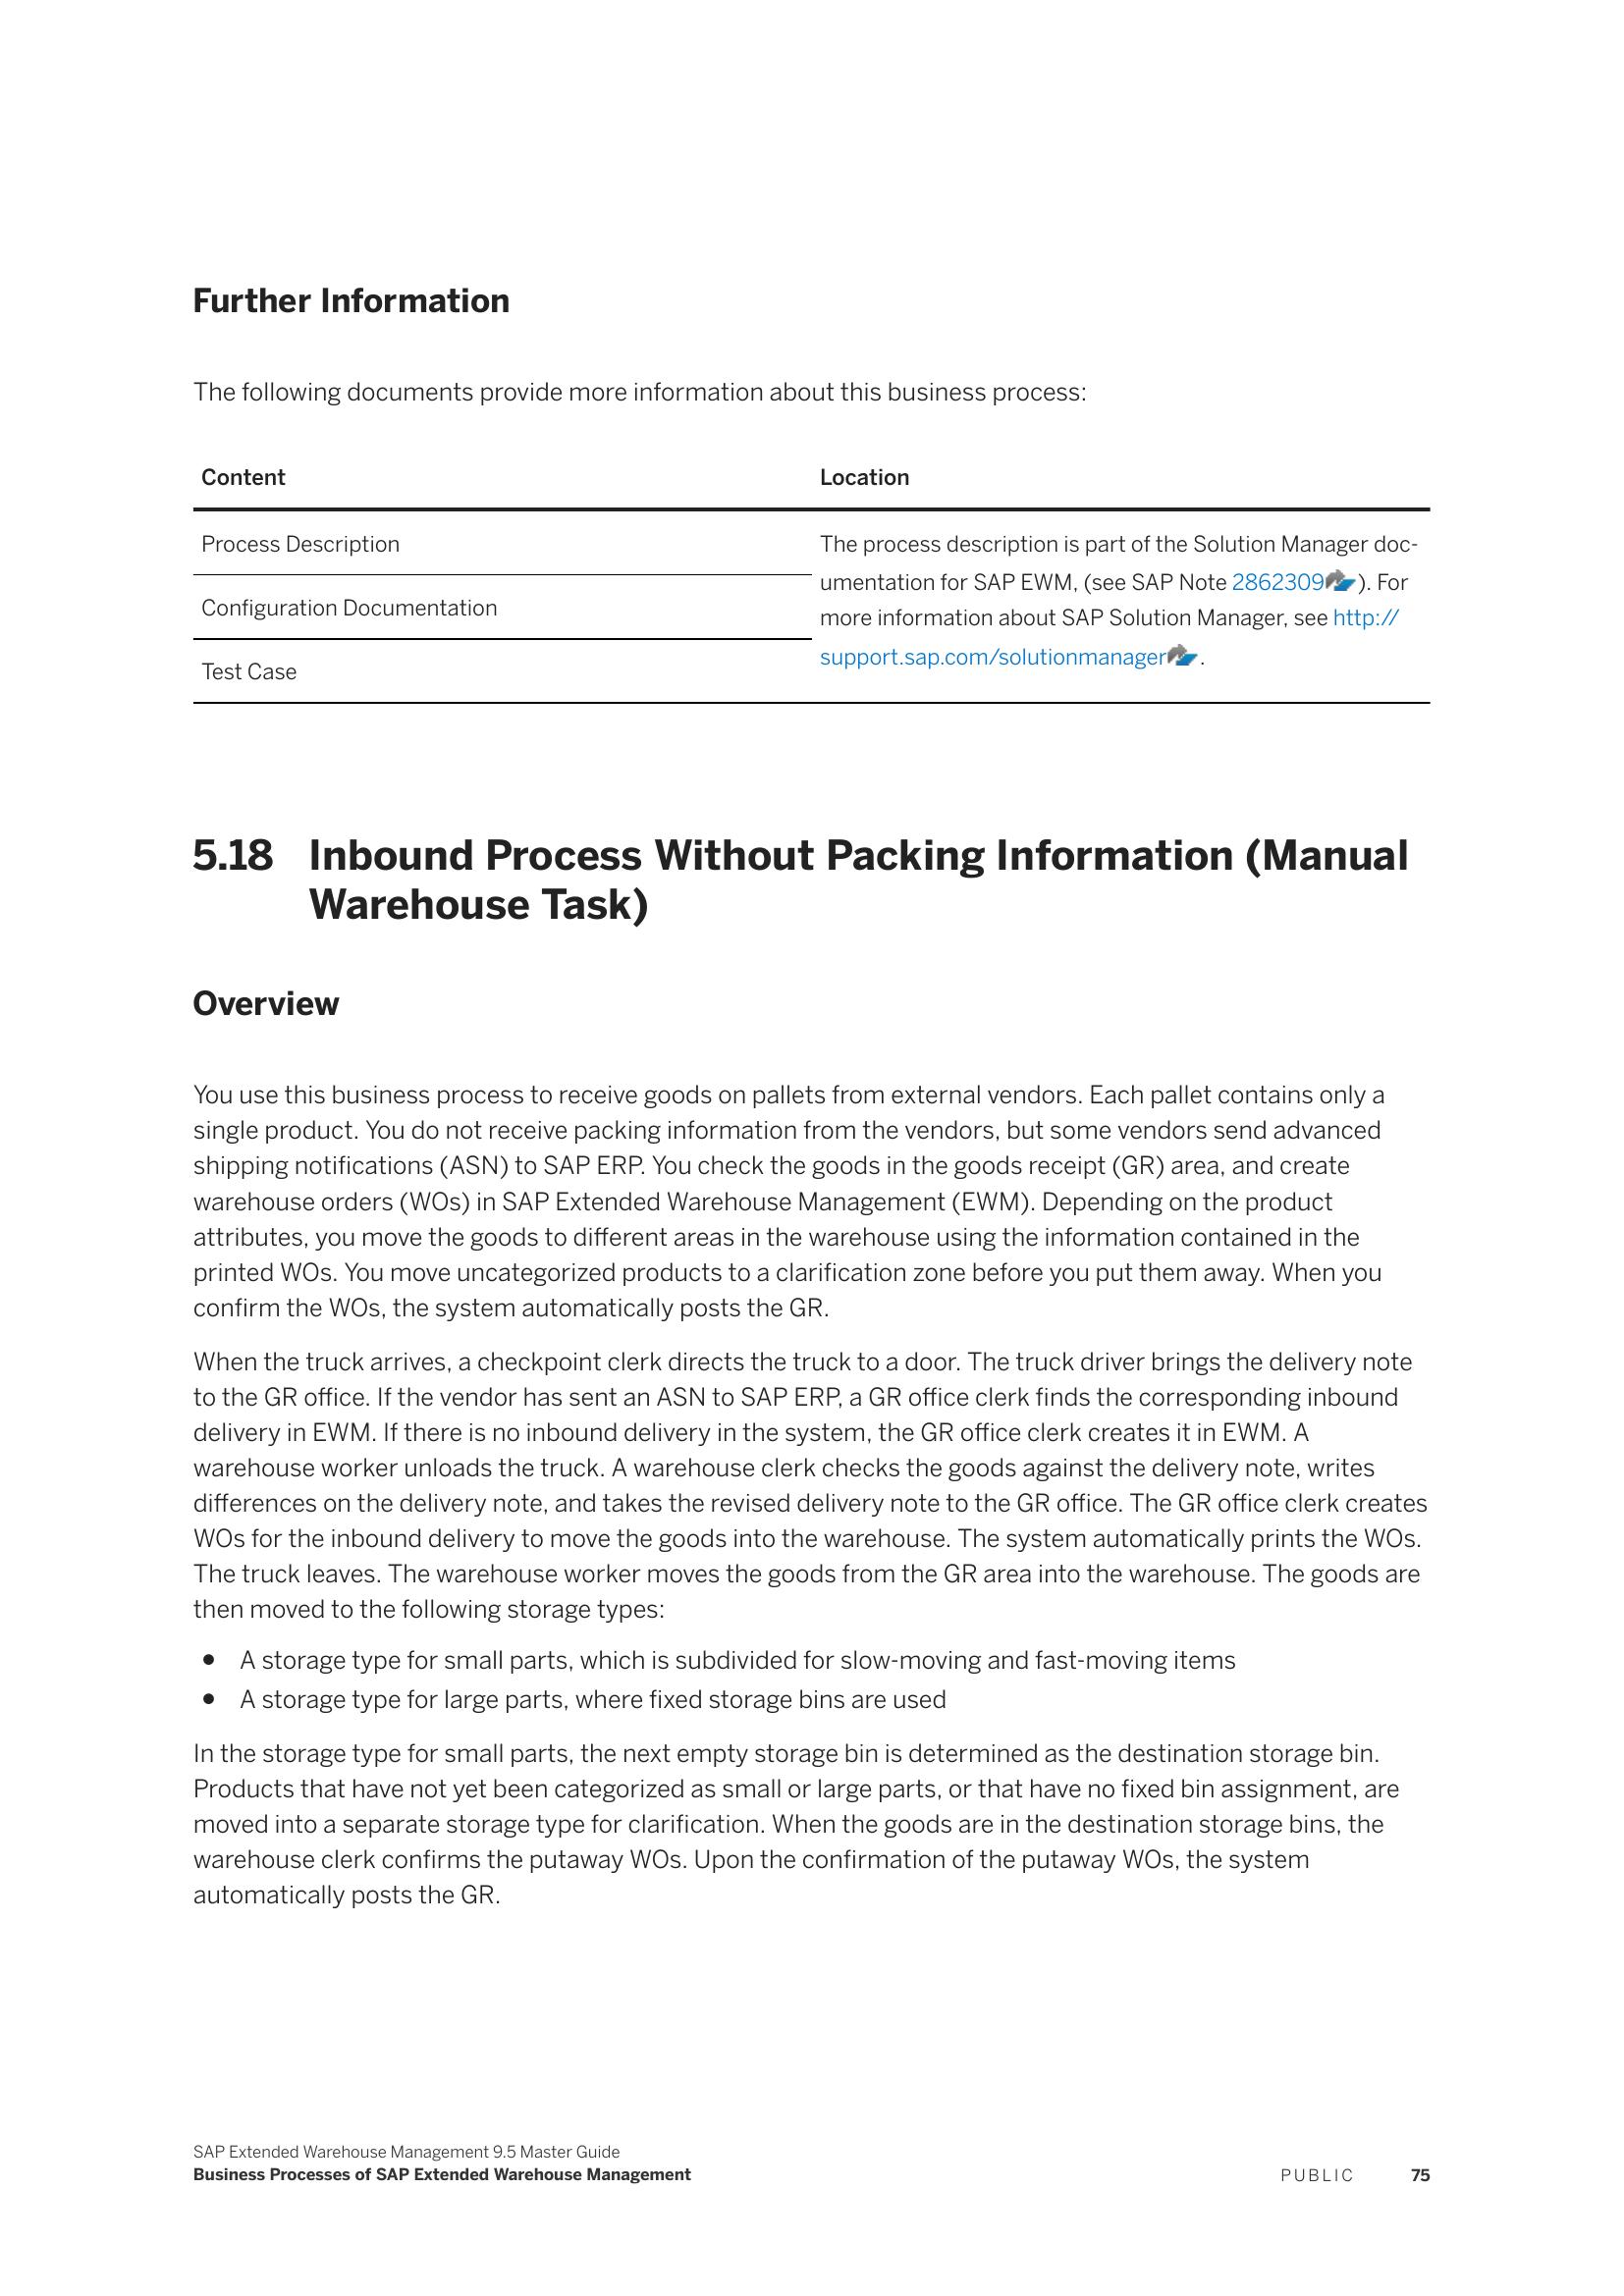 Further Information
The following documents provide more information about this business process:
Content Location
Process Description
Configuration Documentation
Test Case
The process description is part of the Solution Manager doc-
umentation for SAP EWM, (see SAP Note 2862309). For
more information about SAP Solution Manager, see http://
support.sap.com/solutionmanager.
5.18 Inbound Process Without Packing Information (Manual
Warehouse Task)
Overview
You use this business process to receive goods on pallets from external vendors. Each pallet contains only a
single product. You do not receive packing information from the vendors, but some vendors send advanced
shipping notifications (ASN) to SAP ERP. You check the goods in the goods receipt (GR) area, and create
warehouse orders (WOs) in SAP Extended Warehouse Management (EWM). Depending on the product
attributes, you move the goods to different areas in the warehouse using the information contained in the
printed WOs. You move uncategorized products to a clarification zone before you put them away. When you
confirm the WOs, the system automatically posts the GR.
When the truck arrives, a checkpoint clerk directs the truck to a door. The truck driver brings the delivery note
to the GR office. If the vendor has sent an ASN to SAP ERP, a GR office clerk finds the corresponding inbound
delivery in EWM. If there is no inbound delivery in the system, the GR office clerk creates it in EWM. A
warehouse worker unloads the truck. A warehouse clerk checks the goods against the delivery note, writes
differences on the delivery note, and takes the revised delivery note to the GR office. The GR office clerk creates
WOs for the inbound delivery to move the goods into the warehouse. The system automatically prints the WOs.
The truck leaves. The warehouse worker moves the goods from the GR area into the warehouse. The goods are
then moved to the following storage types:
● A storage type for small parts, which is subdivided for slow-moving and fast-moving items
● A storage type for large parts, where fixed storage bins are used
In the storage type for small parts, the next empty storage bin is determined as the destination storage bin.
Products that have not yet been categorized as small or large parts, or that have no fixed bin assignment, are
moved into a separate storage type for clarification. When the goods are in the destination storage bins, the
warehouse clerk confirms the putaway WOs. Upon the confirmation of the putaway WOs, the system
automatically posts the GR.
SAP Extended Warehouse Management 9.5 Master Guide
Business Processes of SAP Extended Warehouse Management PUBLIC 75